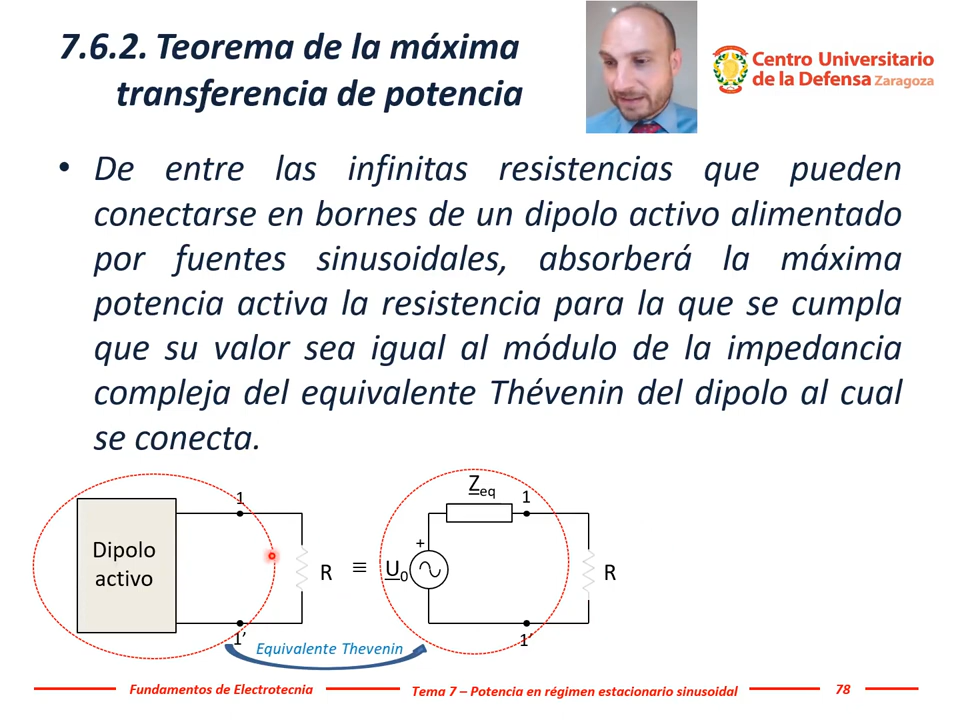 7.6.2. Teorema de la máxima
transferencia de potencia
Centro Universitario
de la Defensa Zaragoza
• De entre las infinitas resistencias que pueden
conectarse en bornes de un dipolo activo alimentado
por fuentes sinusoidales, absorberá la máxima
potencia activa la resistencia para la que se cumpla
que su valor sea igual al módulo de la impedancia
compleja del equivalente Thévenin del dipolo al cual
se conecta.
Dipolo
activo
1
1’
R
≡
U0
+
Zeq
1
1’
R
Equivalente Thevenin
Fundamentos de Electrotecnia
Tema 7 – Potencia en régimen estacionario sinusoidal
78